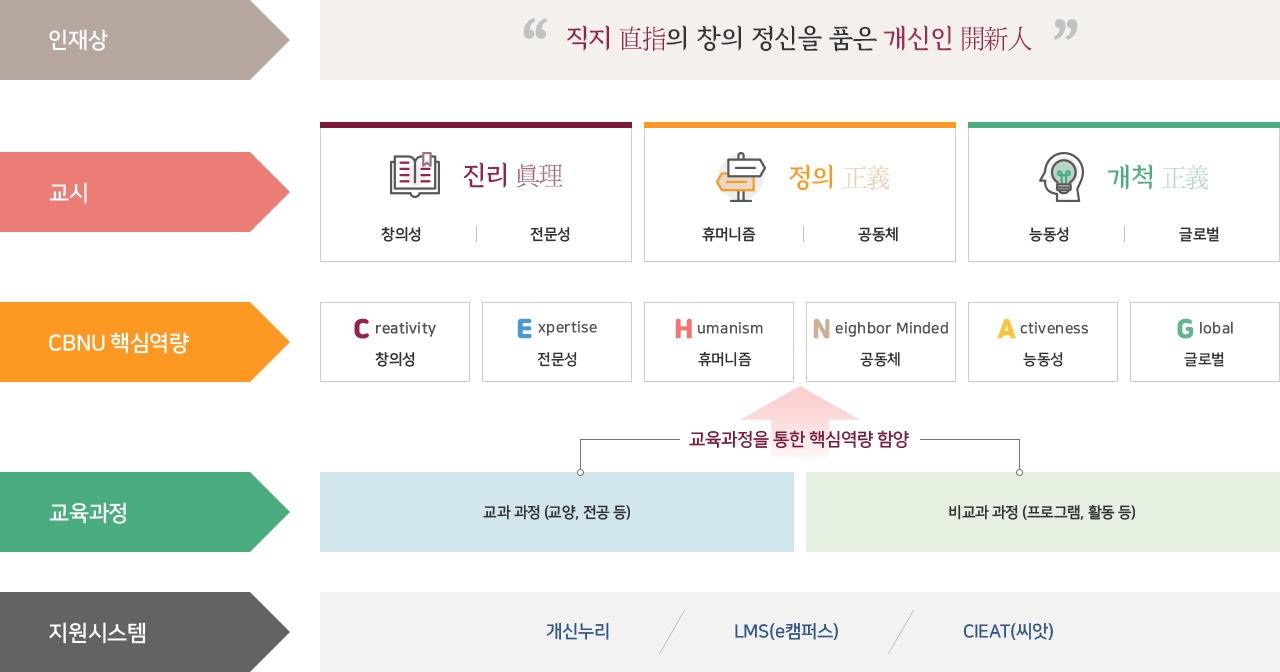 인재상
“ 직지 直指의 창의 정신을 품은 개신인 開新人 ”
교시
진리 眞理
창의성 전문성
정의 正義
휴머니즘 공동체
개척 正義
능동성 글로벌
CBNU 핵심역량
Creativity
창의성
Expertise
전문성
Humanism
휴머니즘
Neighbor Minded
공동체
Activeness
능동성
Global
글로벌
교육과정을 통한 핵심역량 함양
교육과정
교과 과정 (교양, 전공 등)
비교과 과정 (프로그램, 활동 등)
지원시스템
개신누리
LMS(e캠퍼스)
CIEAT(씨앗)